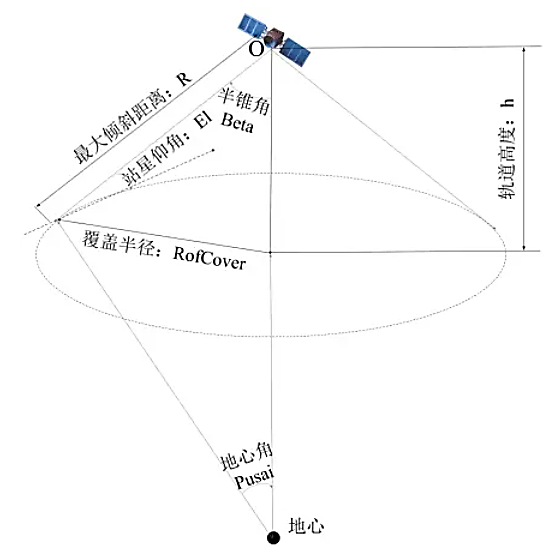 O
最大倾斜距离：R
半锥角
Beta
站星仰角：El
轨道高度：h
覆盖半径：RofCover
地心角
Pusai
地心